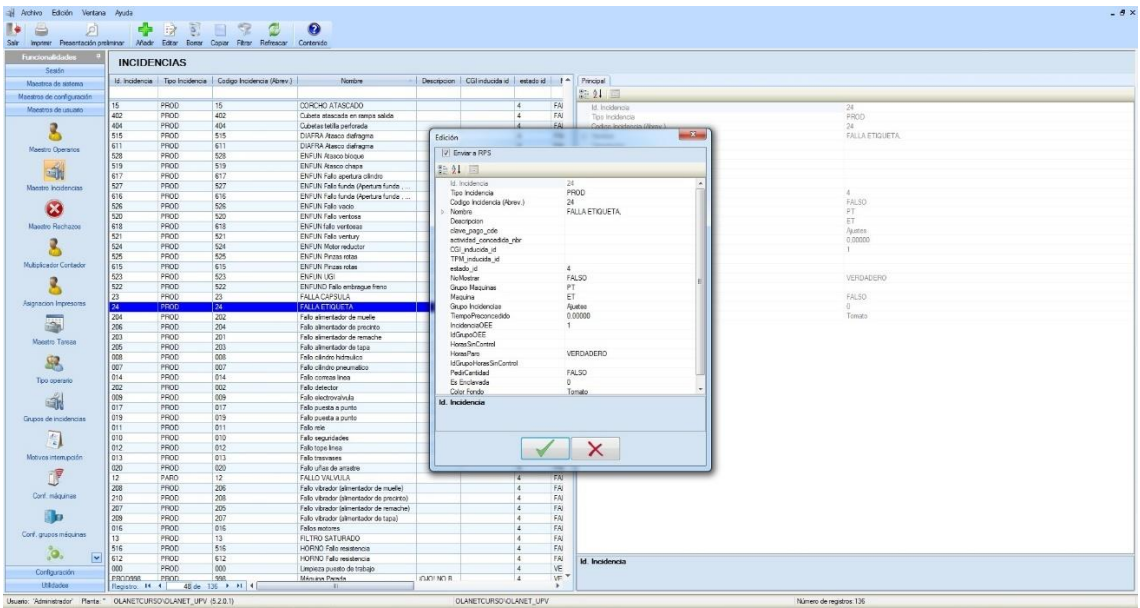 Archivo Edición Ventana Ayuda
Salir Imprimir Presentación preliminar Añadir Editar Borrar Copiar Filtrar Refrescar Contenido
Funcionalidades
Sesión
Maestros de sistema
Maestros de configuración
Maestros de usuario
Maestro Operarios
Maestro Incidencias
Maestro Rechazos
Multiplicador Contador
Asignacion Impresoras
Maestro Tareas
Tipo operario
Grupos de incidencias
Motivos interrupción
Conf. máquinas
Conf. grupos máquinas
Configuración
Utilidades
INCIDENCIAS
Id. Incidencia Tipo Incidencia Codigo Incidencia (Abrev.) Nombre Descripcion CGI inducida id estado id
15 PROD 15 CORCHO ATASCADO 4 FAl
402 PROD 402 Cubeta atascada en rampa salida 4 FAl
404 PROD 404 Cubetas tetilla perforada 4 FAl
515 PROD 515 DIAFRA Atasco diafragma
611 PROD 611 DIAFRA Atasco diafragma
528 PROD 528 ENFUN Atasco bloque
519 PROD 519 ENFUN Atasco chapa
617 PROD 617 ENFUN Fallo apertura cilindro
527 PROD 527 ENFUN Fallo funda (Apertura funda , ...
616 PROD 616 ENFUN Fallo funda (Apertura funda , ...
526 PROD 526 ENFUN Fallo vacio
520 PROD 520 ENFUN Fallo ventosa
618 PROD 618 ENFUN fallo ventosas
521 PROD 521 ENFUN Fallo ventury
524 PROD 524 ENFUN Motor reductor
525 PROD 525 ENFUN Pinzas rotas
615 PROD 615 ENFUN Pinzas rotas
523 PROD 523 ENFUN UGI
522 PROD 522 ENFUND Fallo embrague freno
23 PROD 23 FALLA CAPSULA
24 PROD 24 FALLA ETIQUETA
204 PROD 202 Fallo alimentador de muelle
206 PROD 204 Fallo alimentador de precinto
203 PROD 201 Fallo alimentador de remache
205 PROD 203 Fallo alimentador de tapa
008 PROD 008 Fallo cilindro hidraulico
007 PROD 007 Fallo cilindro pneumatico
014 PROD 014 Fallo correas linea
202 PROD 002 Fallo detector
009 PROD 009 Fallo electrovalvula
017 PROD 017 Fallo puesta a punto
019 PROD 019 Fallo puesta a punto
011 PROD 011 Fallo rele
010 PROD 010 Fallo seguridades
012 PROD 012 Fallo tope linea
013 PROD 013 Fallo trasvases
020 PROD 020 Fallo uñas de arrastre
12 PARO 12 FALLO VALVULA 4 FAl
208 PROD 206 Fallo vibrador (alimentador de muelle) 4 FAl
210 PROD 208 Fallo vibrador (alimentador de precinto) 4 FAl
207 PROD 205 Fallo vibrador (alimentador de remache) 4 FAl
209 PROD 207 Fallo vibrador (alimentador de tapa) 4 FAl
016 PROD 016 Fallos motores 4 FAl
13 PROD 13 FILTRO SATURADO 4 FAl
516 PROD 516 HORNO Fallo resistencia 4 FAl
612 PROD 612 HORNO Fallo resistencia 4 FAl
000 PROD 000 Limpieza puesto de trabajo 4 VE
PROD998 PROD 998 Máquina Parada 4 VE
Registro: 48 de 136
Edición
Enviar a RPS
Id. Incidencia 24
Tipo Incidencia PROD
Codigo Incidencia (Abrev.) 24
Nombre FALLA ETIQUETA,
Descripcion
clave_pago_cde
actividad_concedida_nbr
CGI_inducida_id
TPM_inducida_id
estado_id 4
NoMostrar FALSO
Grupo Maquinas PT
Maquina ET
Grupo Incidencias Ajustes
TiempoPreconcedido 0.00000
IncidenciaOEE 1
IdGrupoOEE
HorasSinControl
HorasParo VERDADERO
IdGrupoHorasSinControl
PedirCantidad FALSO
Es Enclavada 0
Color Fondo Tomato
Id. Incidencia
Principal
Id. Incidencia 24
Tipo Incidencia PROD
Codigo Incidencia (Abrev.) 24
FALLA ETIQUETA,
4
FALSO
PT
ET
Ajustes
0.00000
1
VERDADERO
FALSO
0
Tomato
Id. Incidencia
Usuario: 'Administrador' Planta: '' OLANETCURSO\OLANET_UPV (5.2.0.1) OLANETCURSO\OLANET_UPV Número de registros: 136